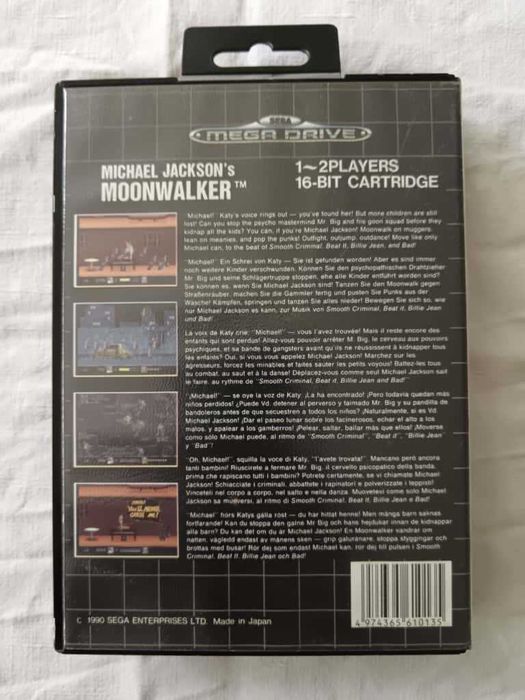 SEGA
MEGA DRIVE
MICHAEL JACKSON's
MOONWALKER™
1~2PLAYERS
16-BIT CARTRIDGE
"Michael!" Katy's voice rings out — you've found her! But more children are still
lost! Can you stop the psycho mastermind Mr. Big and his goon squad before they
kidnap all the kids? You can, if you're Michael Jackson! Moonwalk on muggers,
lean on meanies, and pop the punks! Outfight, outjump, outdance! Move like only
Michael can, to the beat of Smooth Criminal, Beat It, Billie Jean, and Bad!
"Michael!" Ein Schrei von Katy — Sie ist gefunden worden! Aber es sind immer
noch weitere Kinder verschwunden. Können Sie den psychopathischen Drahtzieher
Mr. Big und seine Schlägertruppe stoppen, ehe alle Kinder entführt worden sind?
Sie können es, wenn Sie Michael Jackson sind! Tanzen Sie den Moonwalk gegen
Straßenräuber, machen Sie die Gammler fertig und pusten Sie Punks aus der
Wäsche! Kämpfen, springen und tanzen Sie alles nieder! Bewegen Sie sich so, wie
nur Michael Jackson es kann, zur Musik von Smooth Criminal, Beat it, Billie Jean
und Bad!
La voix de Katy crie, "Michael!" — vous l'avez trouvée! Mais il reste encore des
enfants qui sont perdus! Allez-vous pouvoir arrêter M. Big, le cerveau aux pouvoirs
psychiques, et sa bande de gangsters avant qu'ils ne réussissent à kidnapper tous
les enfants? Oui, si vous vous appelez Michael Jackson! Marchez sur les
agresseurs, forcez les minables et faites sauter les petits voyous! Battez-les tous
au combat, au saut et à la danse! Déplacez-vous comme seul Michael Jackson sait
le faire, au rythme de "Smooth Criminal, Beat it, Billie Jean and Bad!"
"¡Michael!" — se oye la voz de Katy. ¡La ha encontrado! ¡Pero todavía quedan más
niños perdidos! ¿Puede Vd. detener al perverso y taimado Mr. Big y su pandilla de
bandoleros antes de que secuestren a todos los niños? ¡Naturalmente, si es Vd.
Michael Jackson! ¡Dar el paseo lunar sobre los facinerosos, echar el alto a los
malos, y apalear a los gamberros! ¡Pelear, saltar, bailar más que ellos! ¡Moverse
como sólo Michael puede, al ritmo de "Smooth Criminal", "Beat it", "Billie Jean"
y "Bad"!
"Oh, Michael!", squilla la voce di Katy. "L'avete trovata!". Mancano però ancora
tanti bambini! Riuscirete a fermare Mr. Big, il cervello psicopatico della banda,
prima che rapiscano tutti i bambini? Potrete certamente, se vi chiamate Michael
Jackson! Schiacciate i criminali, abbattete i rapinatori e polverizzate i teppisti!
Vinceteli nel corpo a corpo, nel salto e nella danza. Muovetevi come solo Michael
Jackson sa muoversi, al ritmo di Smooth Criminal, Beat It, Billie Jean e Bad!
"Michael" hörs Katys gälla rost — du har hittat henne! Men många barn saknas
fortfarande! Kan du stoppa den galne Mr Big och hans hejdukar innan de kidnappar
alla barn? Du kan det om du är Michael Jackson! En Moonwalker vandrar om
natten, vägledd endast av månens sken — grip galvanare, stoppa slyngar och
brottas med busar! Rör dej som endast Michael kan, rör dej till pulsen i Smooth
Criminal, Beat It, Billie Jean och Bad!
© 1990 SEGA ENTERPRISES LTD. Made in Japan
4 974365 610135